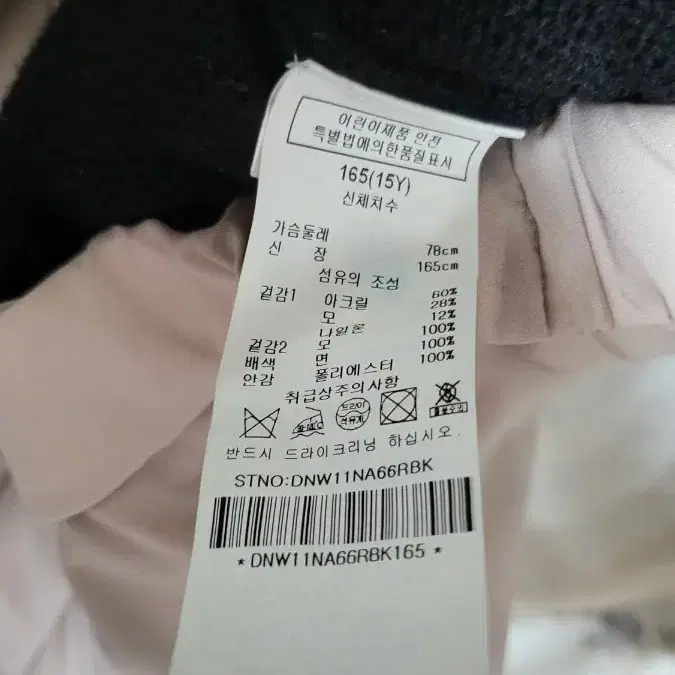 어린이제품 안전
특별법에의한품질표시
165(15Y)
신체치수
가슴둘레 78cm
신 장 165cm
섬유의 조성
겉감1 아크릴 60%
모 28%
나일론 12%
겉감2 모 100%
배색 면 100%
안감 폴리에스터 100%
취급상주의사항
드라이
석유계
반드시 드라이크리닝 하십시오.
STNO:DNW11NA66RBK
*DNW11NA66RBK165*